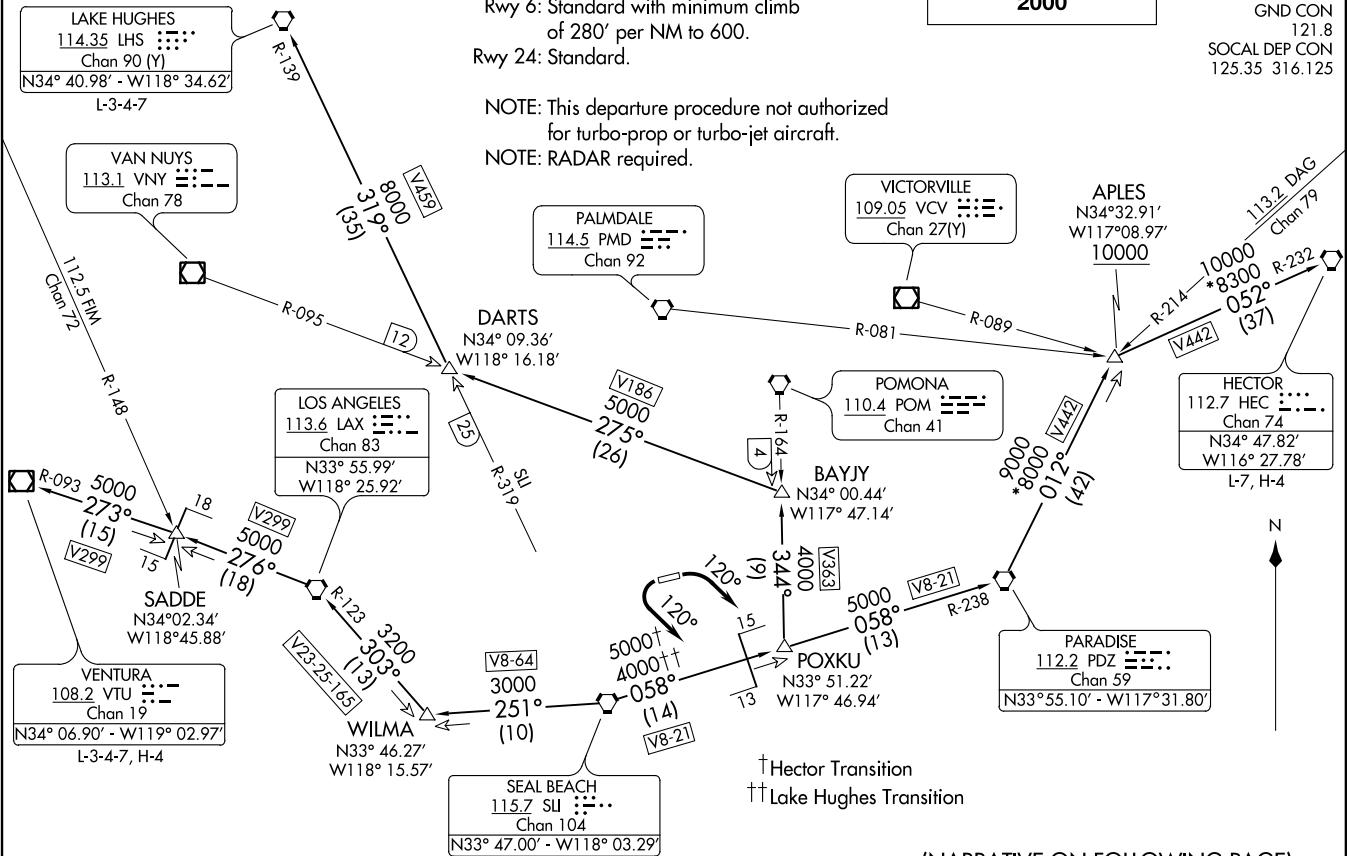 LAKE HUGHES
114.35 LHS
Chan 90 (Y)
N34° 40.98' - W118° 34.62'
L-3-4-7
R-139
Rwy 6: Standard with minimum climb
of 280' per NM to 600.
Rwy 24: Standard.
NOTE: This departure procedure not authorized
for turbo-prop or turbo-jet aircraft.
NOTE: RADAR required.
2000
GND CON
121.8
SOCAL DEP CON
125.35 316.125
VAN NUYS
113.1 VNY
Chan 78
R-095
12
V459
8000
319°
(35)
PALMDALE
114.5 PMD
Chan 92
R-081
VICTORVILLE
109.05 VCV
Chan 27(Y)
R-089
APLES
N34°32.91'
W117°08.97'
10000
113.2 DAG
Chan 79
R-214
10000
*8300
052°
(37)
R-232
V442
HECTOR
112.7 HEC
Chan 74
N34° 47.82'
W116° 27.78'
L-7, H-4
112.5 FIM
Chan 72
R-148
DARTS
N34° 09.36'
W118° 16.18'
25
SLI
R-319
V186
5000
275°
(26)
POMONA
110.4 POM
Chan 41
R-164
4
BAYJY
N34° 00.44'
W117° 47.14'
V442
9000
*8000
012°
(42)
LOS ANGELES
113.6 LAX
Chan 83
N33° 55.99'
W118° 25.92'
R-093
5000
273°
(15)
V299
18
15
V299
5000
276°
(18)
SADDE
N34°02.34'
W118°45.88'
VENTURA
108.2 VTU
Chan 19
N34° 06.90' - W119° 02.97'
L-3-4-7, H-4
R-123
3200
303°
(13)
V23-25-165
WILMA
N33° 46.27'
W118° 15.57'
V8-64
3000
251°
(10)
120°
120°
5000†
4000††
058°
(14)
V8-21
15
13
V363
4000
344°
(9)
POXKU
N33° 51.22'
W117° 46.94'
5000
058°
(13)
V8-21
R-238
PARADISE
112.2 PDZ
Chan 59
N33°55.10' - W117°31.80'
N
SEAL BEACH
115.7 SLI
Chan 104
N33° 47.00' - W118° 03.29'
†Hector Transition
††Lake Hughes Transition